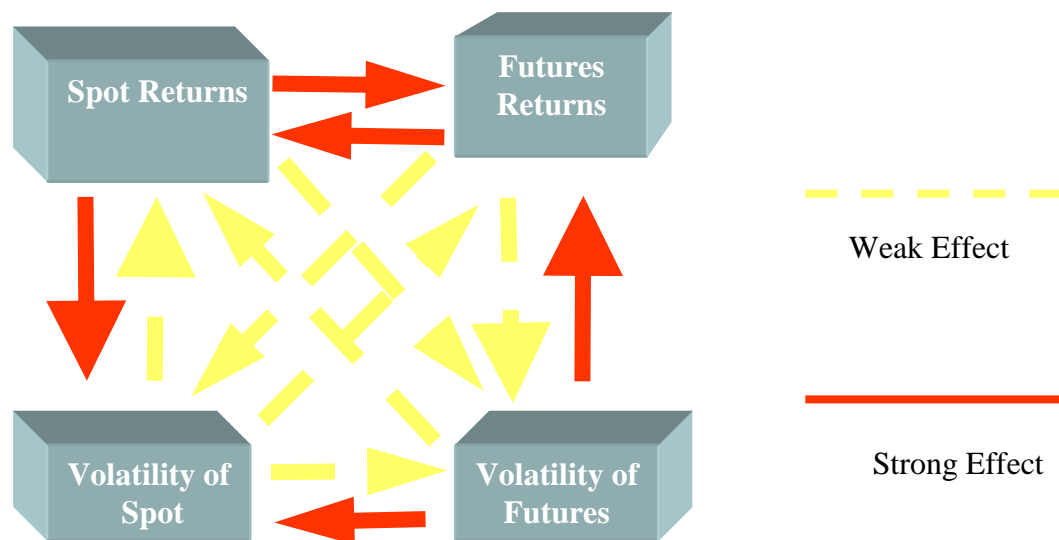 Spot Returns
Futures
Returns
Weak Effect
Volatility of
Spot
Volatility of
Futures
Strong Effect